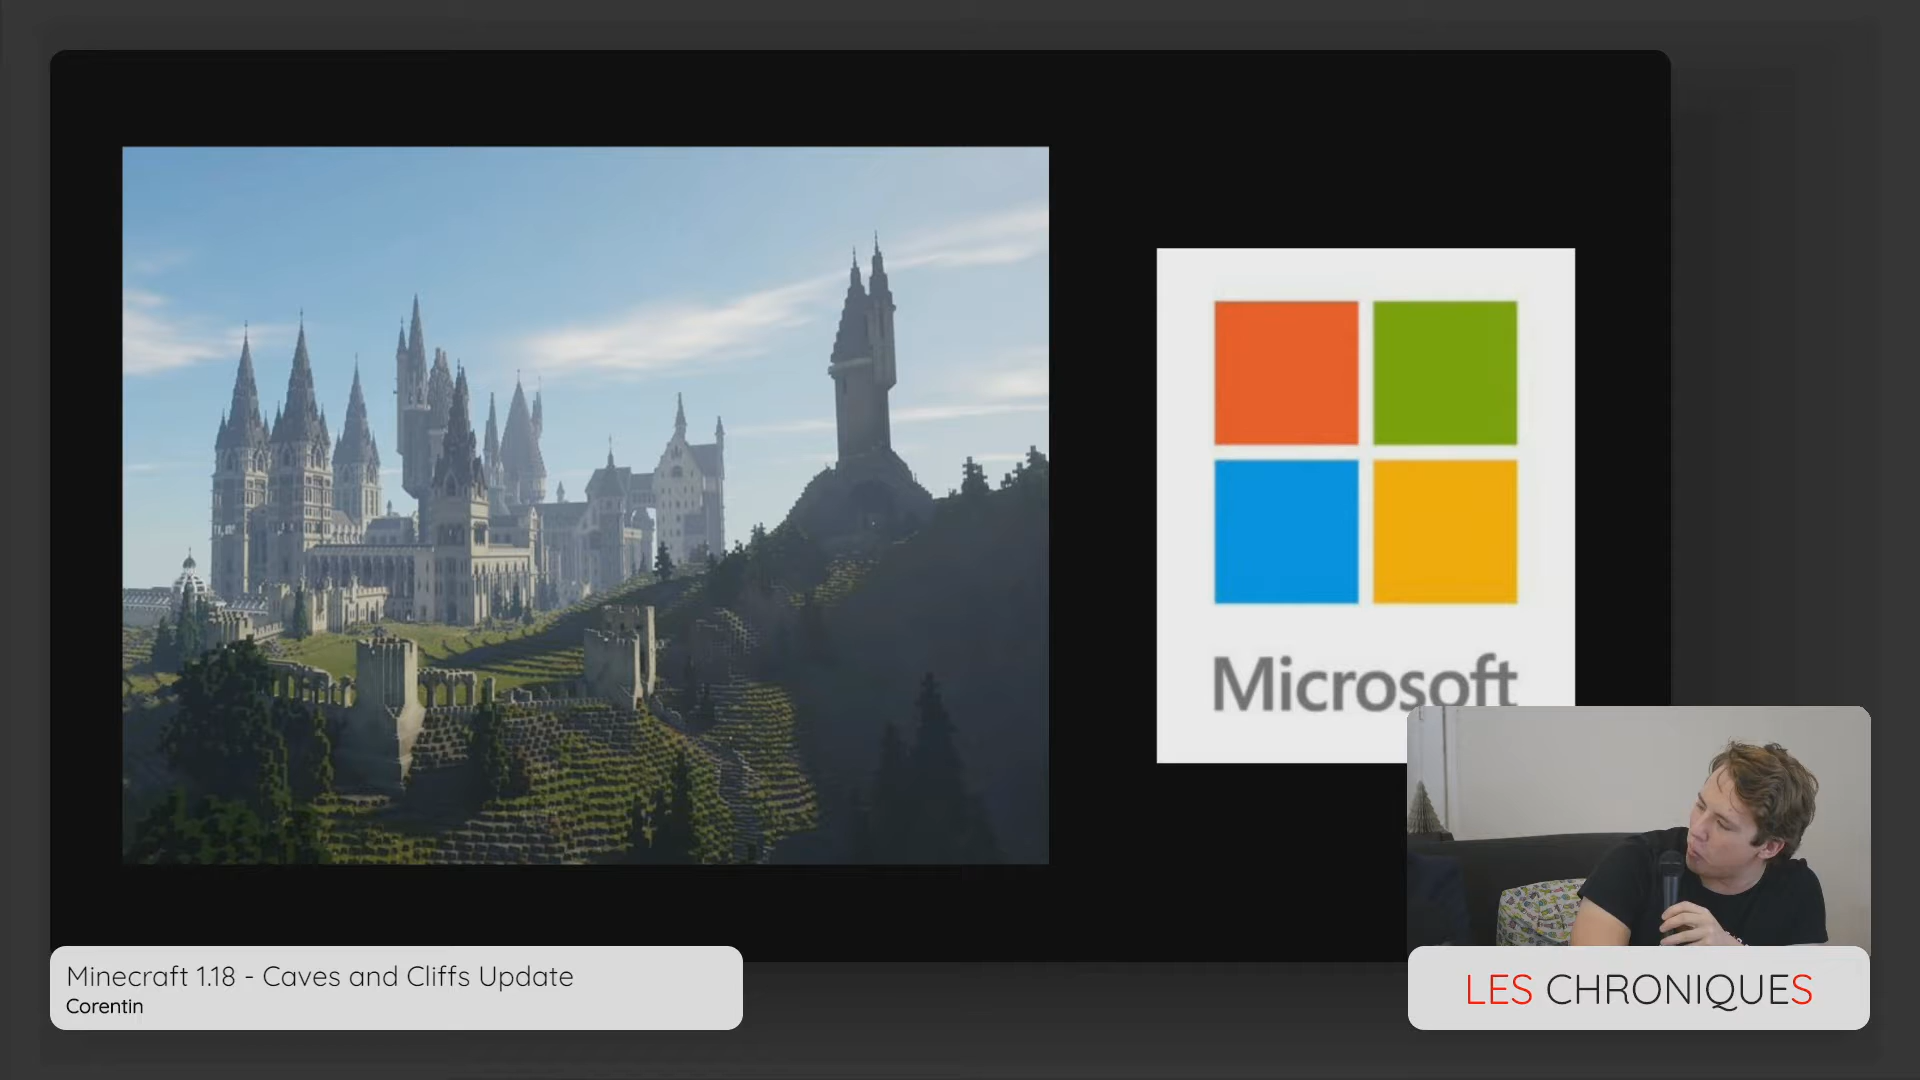 Microsoft
Minecraft 1.18 - Caves and Cliffs Update
Corentin
LES CHRONIQUES